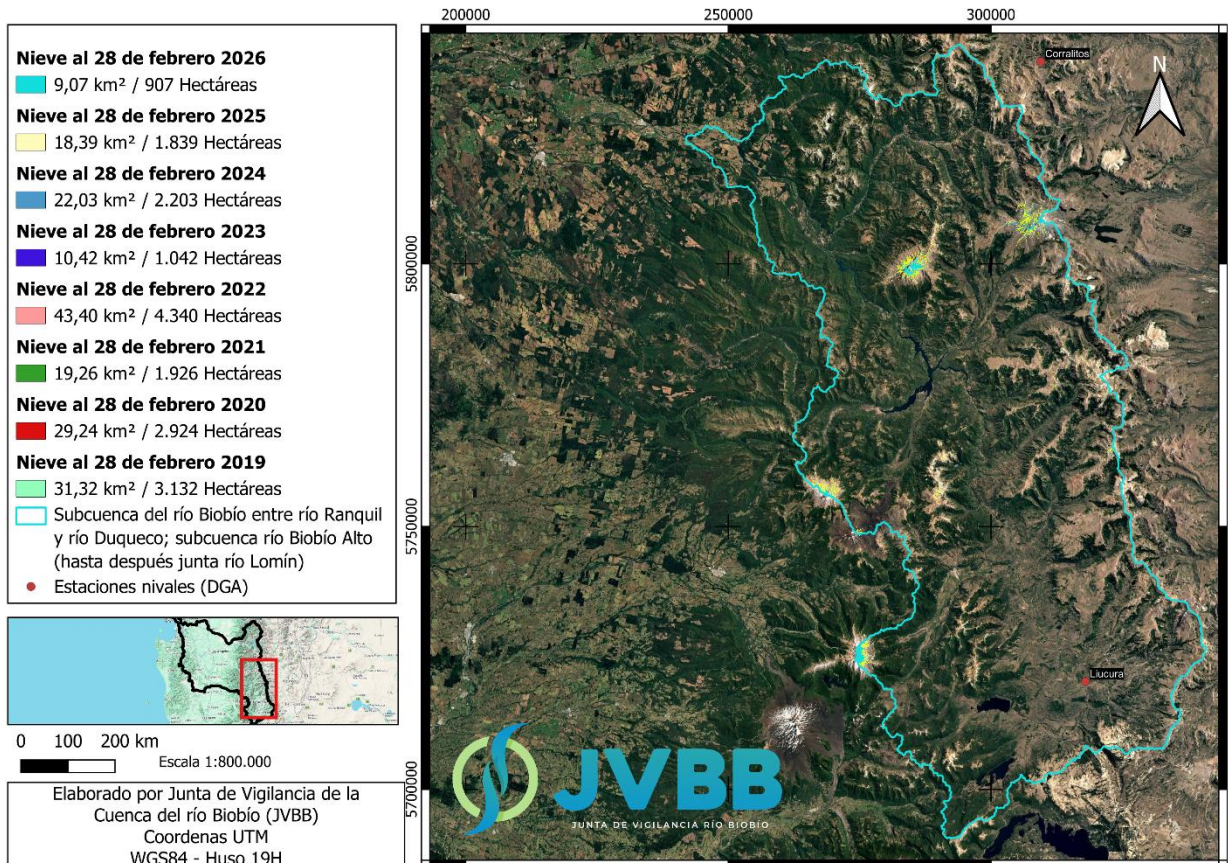 Nieve al 28 de febrero 2026
9,07 km² / 907 Hectáreas
Nieve al 28 de febrero 2025
18,39 km² / 1.839 Hectáreas
Nieve al 28 de febrero 2024
22,03 km² / 2.203 Hectáreas
Nieve al 28 de febrero 2023
10,42 km² / 1.042 Hectáreas
Nieve al 28 de febrero 2022
43,40 km² / 4.340 Hectáreas
Nieve al 28 de febrero 2021
19,26 km² / 1.926 Hectáreas
Nieve al 28 de febrero 2020
29,24 km² / 2.924 Hectáreas
Nieve al 28 de febrero 2019
31,32 km² / 3.132 Hectáreas
Subcuenca del río Biobío entre río Ranquil
y río Duqueco; subcuenca río Biobío Alto
(hasta después junta río Lomín)
Estaciones nivales (DGA)
0 100 200 km
Escala 1:800.000
Elaborado por Junta de Vigilancia de la
Cuenca del río Biobío (JVBB)
Coordenas UTM
WGS84 - Huso 19H
200000 250000 300000
5800000
5750000
5700000
Corralitos
N
Liucura
JVBB
JUNTA DE VIGILANCIA RÍO BIOBÍO